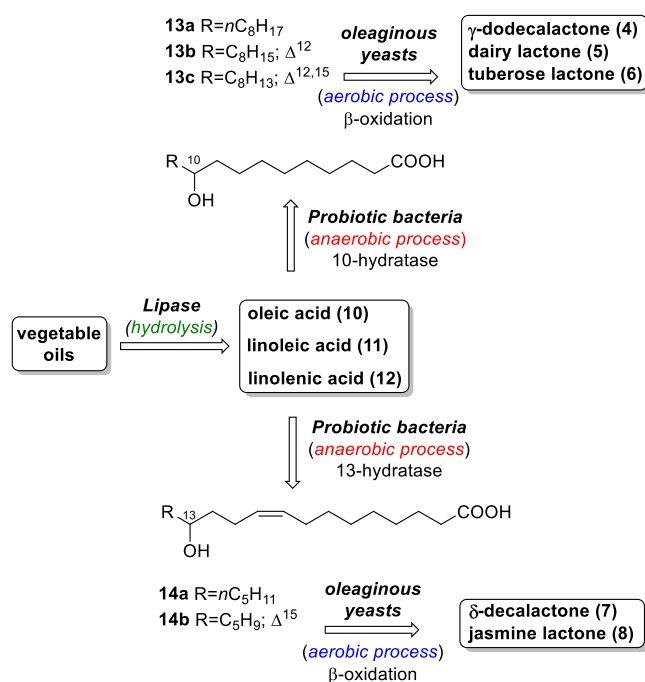 13a R=nC8H17
13b R=C8H15; Δ12
13c R=C8H13; Δ12,15
oleaginous
yeasts
(aerobic process)
β-oxidation
γ-dodecalactone (4)
dairy lactone (5)
tuberose lactone (6)
R
10
OH
COOH
Probiotic bacteria
(anaerobic process)
10-hydratase
vegetable
oils
Lipase
(hydrolysis)
oleic acid (10)
linoleic acid (11)
linolenic acid (12)
Probiotic bacteria
(anaerobic process)
13-hydratase
R
13
OH
COOH
14a R=nC5H11
14b R=C5H9; Δ15
oleaginous
yeasts
(aerobic process)
β-oxidation
δ-decalactone (7)
jasmine lactone (8)